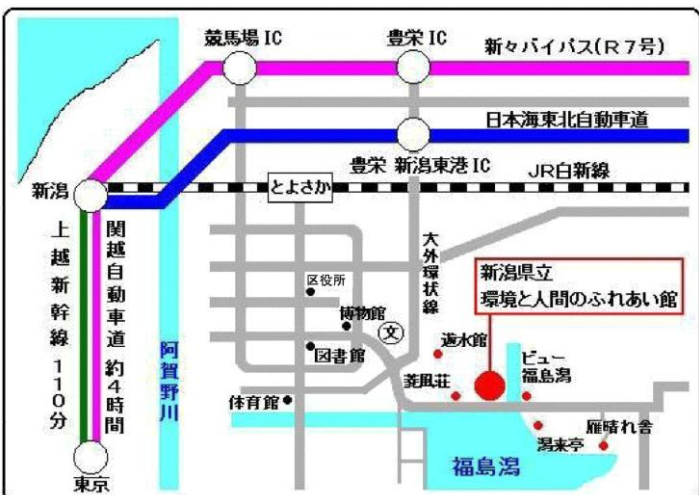 競馬場 IC
豊栄 IC
新々バイパス(R7号)
日本海東北自動車道
豊栄 新潟東港 IC
JR白新線
新潟
とよさか
上越新幹線 110分
関越自動車道 約4時間
阿賀野川
大外環状線
区役所
博物館
文
図書館
体育館
新潟県立
環境と人間のふれあい館
遊水館
菱風荘
ビュー
福島潟
潟来亭
雁晴れ舎
福島潟
東京